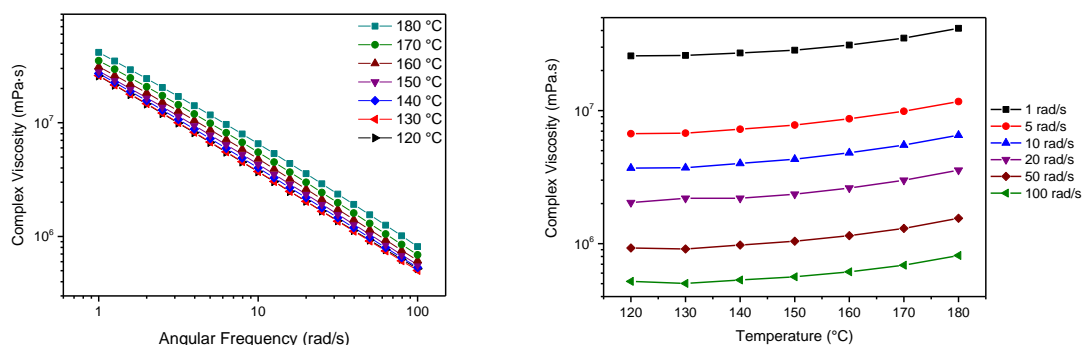 Complex Viscosity (mPa·s)
10^7
10^6
1
10
100
Angular Frequency (rad/s)
180 °C
170 °C
160 °C
150 °C
140 °C
130 °C
120 °C
Complex Viscosity (mPa.s)
10^7
10^6
120 130 140 150 160 170 180
Temperature (°C)
1 rad/s
5 rad/s
10 rad/s
20 rad/s
50 rad/s
100 rad/s